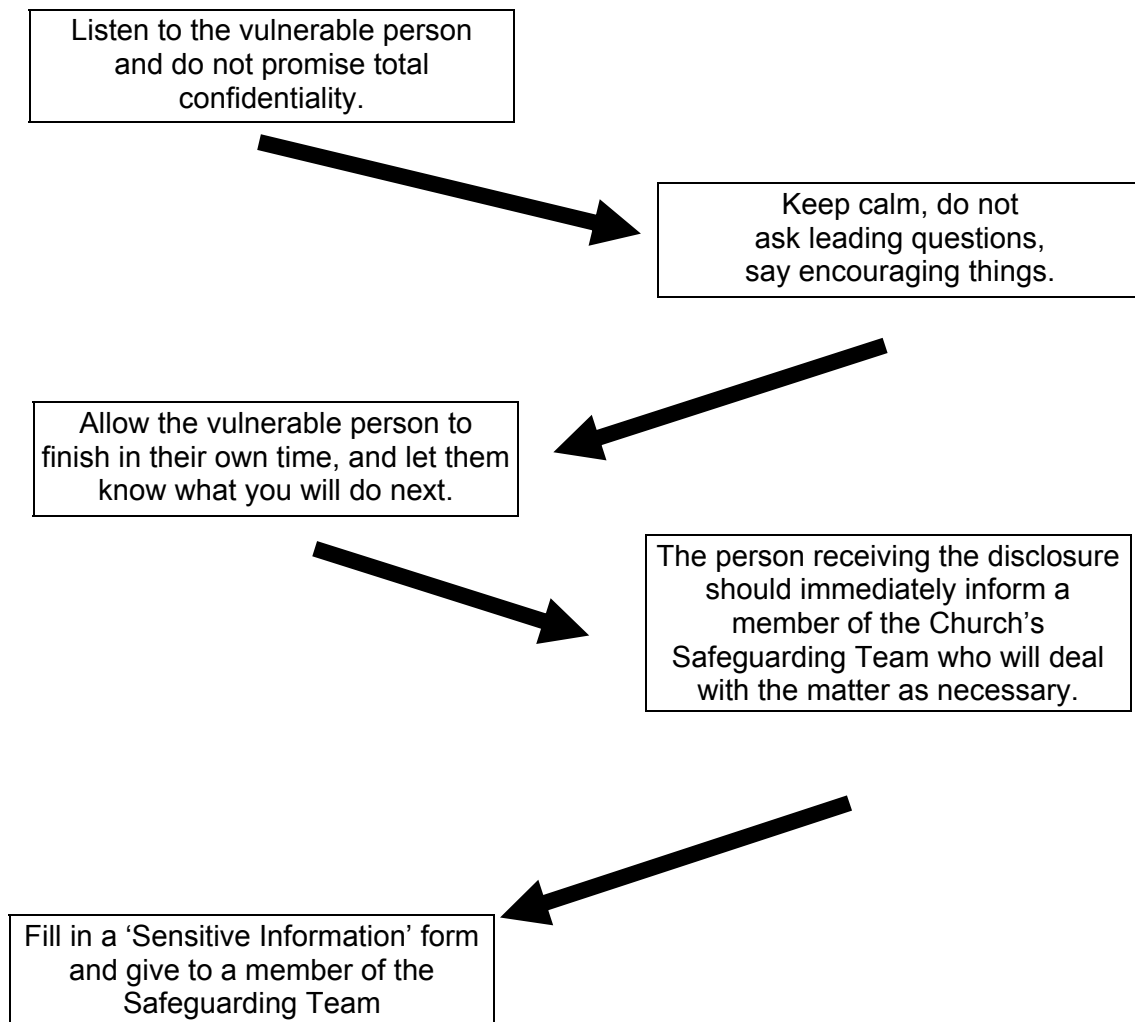 Listen to the vulnerable person
and do not promise total
confidentiality.
Keep calm, do not
ask leading questions,
say encouraging things.
Allow the vulnerable person to
finish in their own time, and let them
know what you will do next.
The person receiving the disclosure
should immediately inform a
member of the Church’s
Safeguarding Team who will deal
with the matter as necessary.
Fill in a ‘Sensitive Information’ form
and give to a member of the
Safeguarding Team